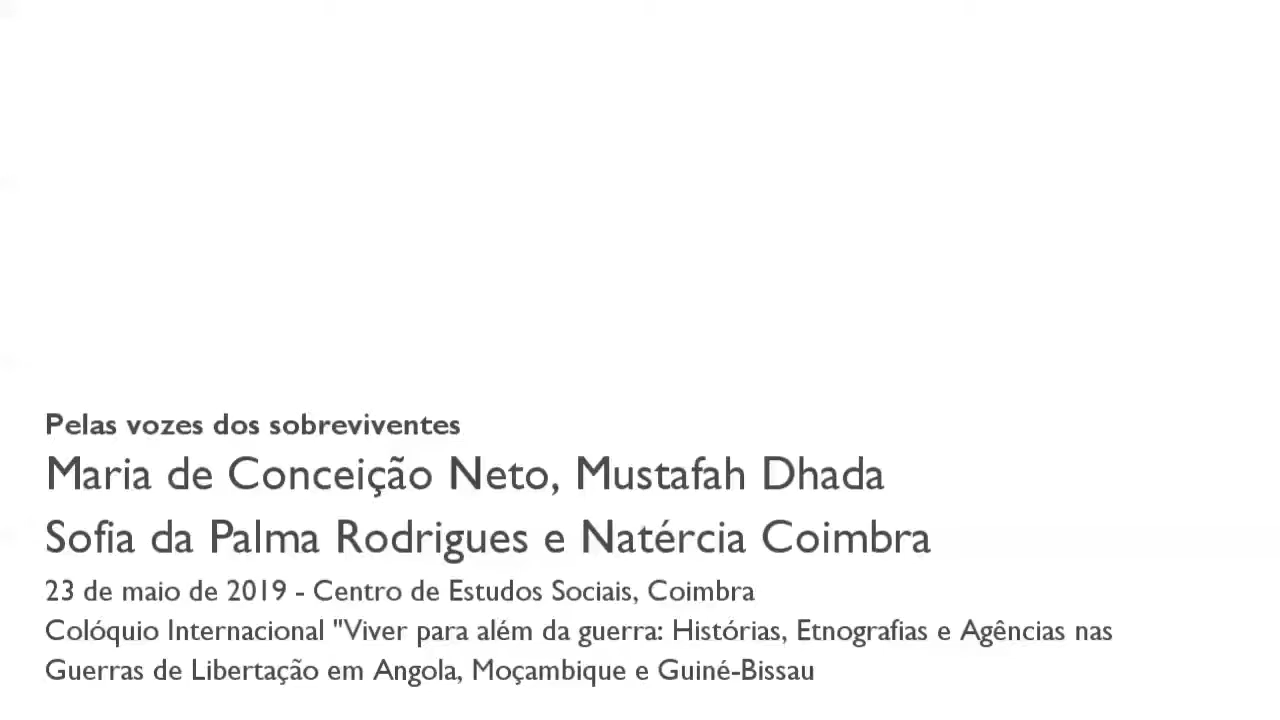 Pelas vozes dos sobreviventes
Maria de Conceição Neto, Mustafah Dhada
Sofia da Palma Rodrigues e Natércia Coimbra
23 de maio de 2019 - Centro de Estudos Sociais, Coimbra
Colóquio Internacional "Viver para além da guerra: Histórias, Etnografias e Agências nas
Guerras de Libertação em Angola, Moçambique e Guiné-Bissau